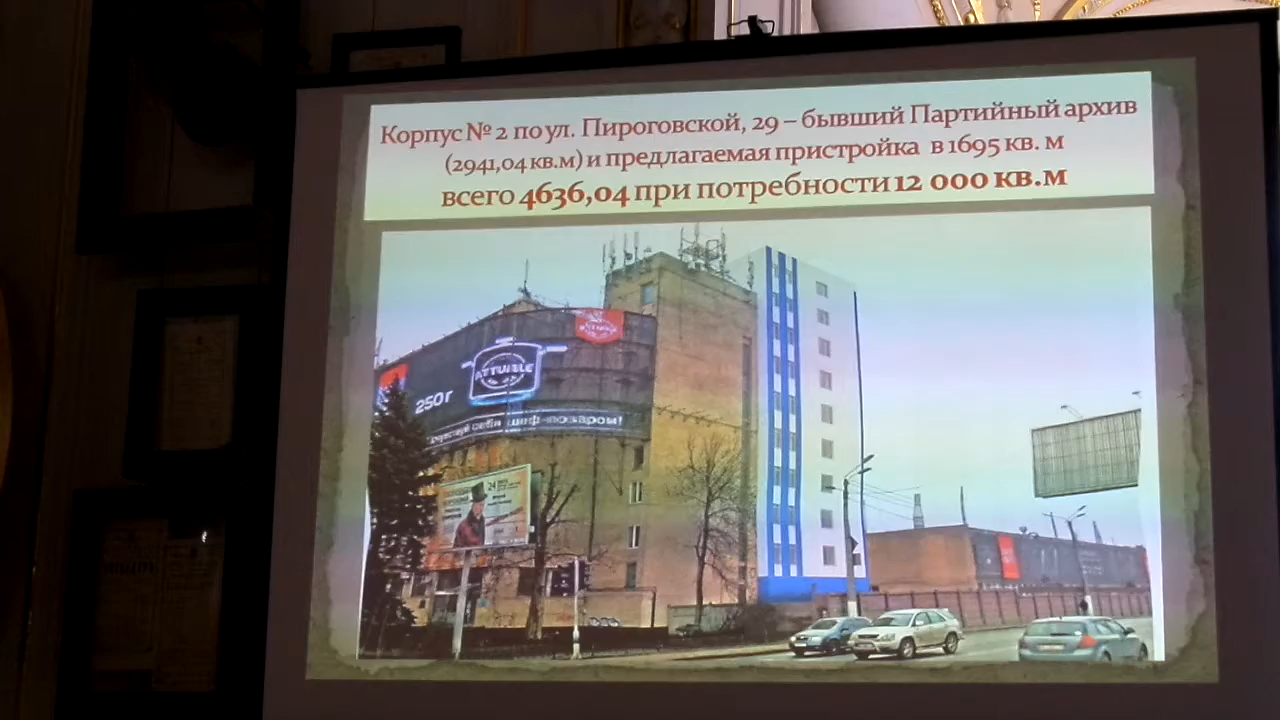 Корпус № 2 по ул. Пироговской, 29 – бывший Партийный архив
(2941,04 кв.м) и предлагаемая пристройка в 1695 кв. м
всего 4636,04 при потребности 12 000 кв.м
250г
шеф-поваром!
24